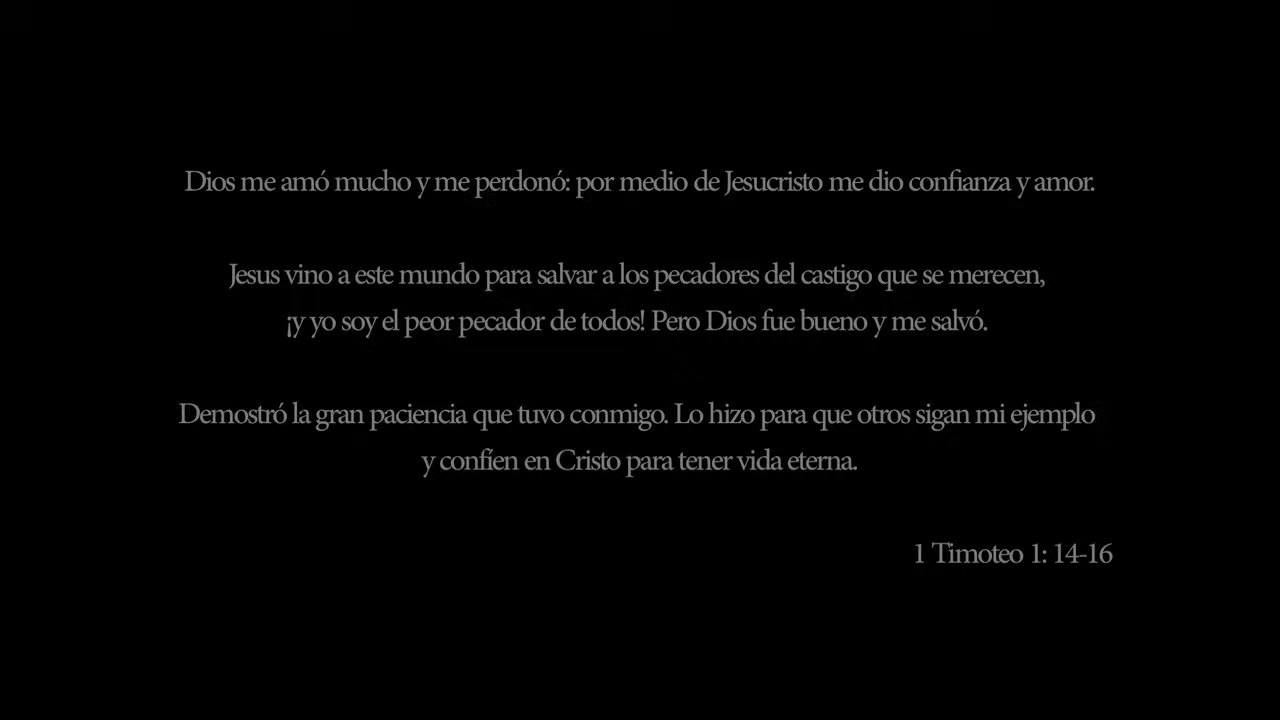 Dios me amó mucho y me perdonó: por medio de Jesucristo me dio confianza y amor.
Jesus vino a este mundo para salvar a los pecadores del castigo que se merecen,
¡y yo soy el peor pecador de todos! Pero Dios fue bueno y me salvó.
Demostró la gran paciencia que tuvo conmigo. Lo hizo para que otros sigan mi ejemplo
y confíen en Cristo para tener vida eterna.
1 Timoteo 1: 14-16